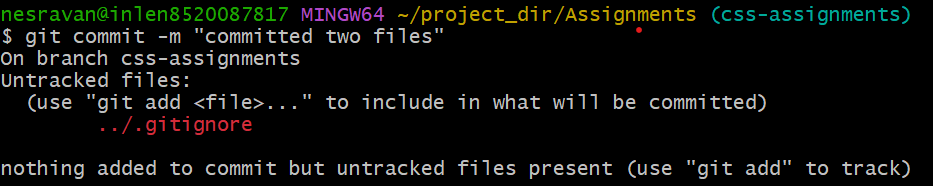 nesravan@inlen8520087817 MINGW64 ~/project_dir/Assignments (css-assignments)
$ git commit -m "committed two files"
On branch css-assignments
Untracked files:
  (use "git add <file>..." to include in what will be committed)
        ../.gitignore

nothing added to commit but untracked files present (use "git add" to track)